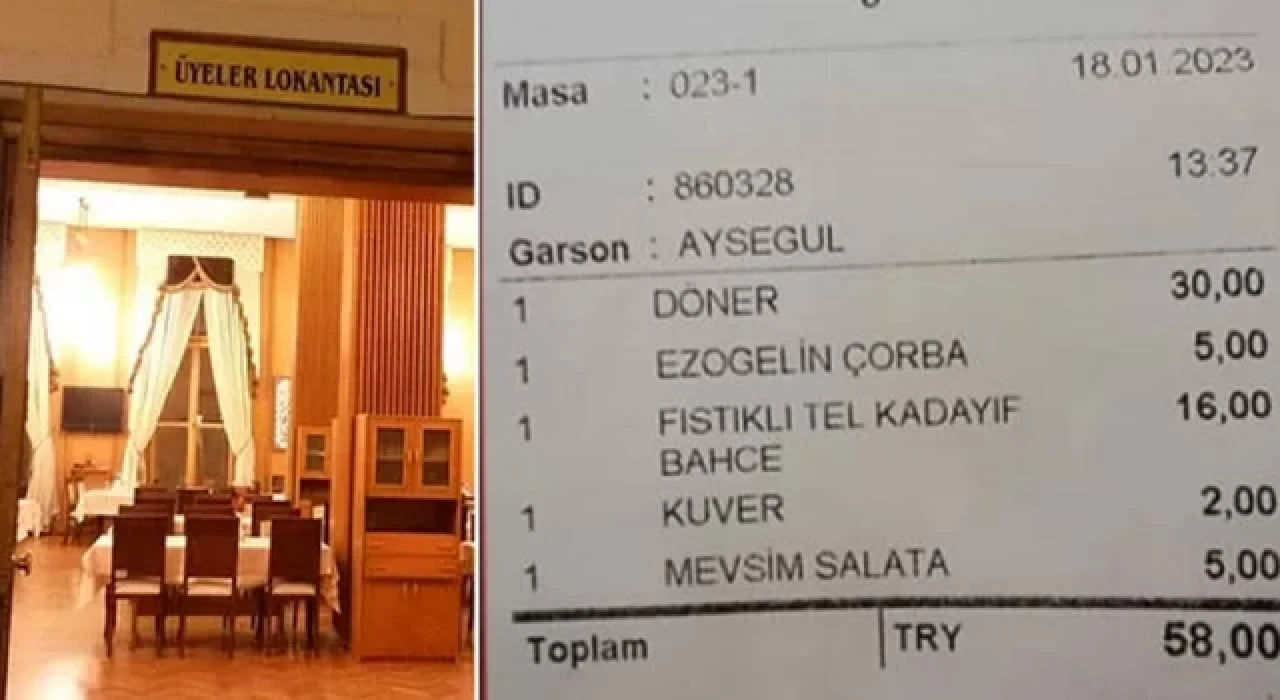 ÜYELER LOKANTASI
Masa : 023-1 18.01.2023
ID : 860328 13:37
Garson : AYSEGUL
1 DÖNER 30,00
1 EZOGELİN ÇORBA 5,00
1 FISTIKLI TEL KADAYIF 16,00
BAHCE
1 KUVER 2,00
1 MEVSİM SALATA 5,00
Toplam TRY 58,00